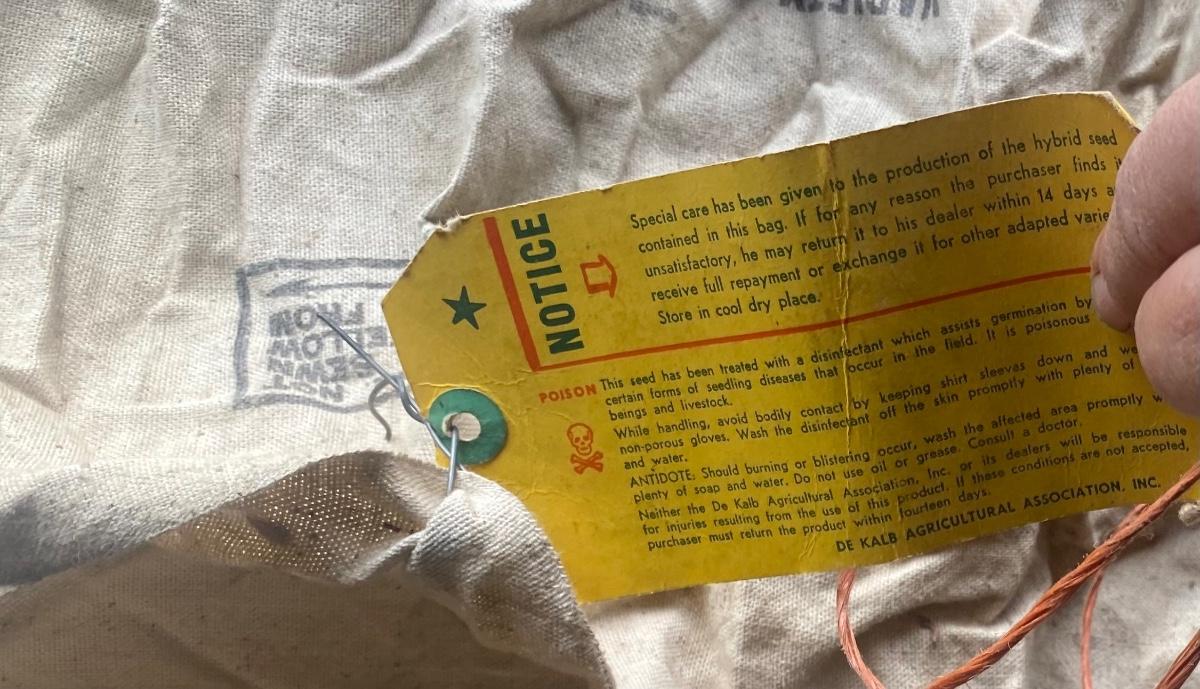 NOTICE
Special care has been given to the production of the hybrid seed
contained in this bag. If for any reason the purchaser finds
unsatisfactory, he may return it to his dealer within 14 days
receive full repayment or exchange it for other adapted
Store in cool dry place.
POISON
This seed has been treated with a disinfectant which assists germination by
certain forms of seedling diseases that occur in the field. It is poisonous
beings and livestock.
While handling, avoid bodily contact by keeping shirt sleeves down and
non-porous gloves. Wash the disinfectant off the skin promptly with plenty of
and water.
ANTIDOTE: Should burning or blistering occur, wash the affected area promptly
plenty of soap and water. Do not use oil or grease. Consult a doctor.
Neither the De Kalb Agricultural Association, Inc. or its dealers will be responsible
for injuries resulting from the use of this product. If these conditions are not accepted,
purchaser must return the product within fourteen days.
DE KALB AGRICULTURAL ASSOCIATION, INC.